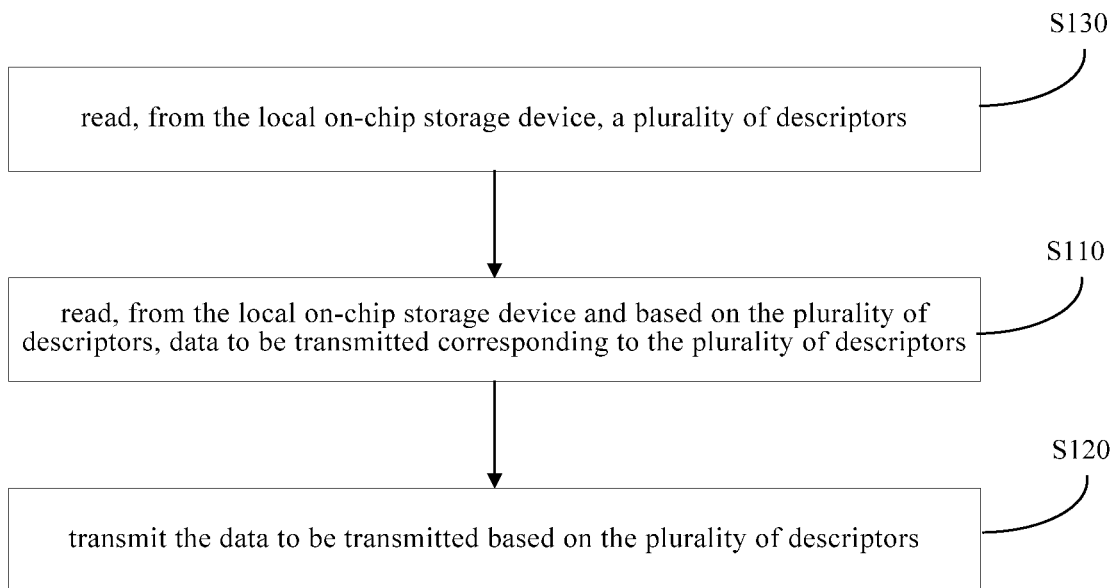 S130
read, from the local on-chip storage device, a plurality of descriptors
S110
read, from the local on-chip storage device and based on the plurality of
descriptors, data to be transmitted corresponding to the plurality of descriptors
S120
transmit the data to be transmitted based on the plurality of descriptors